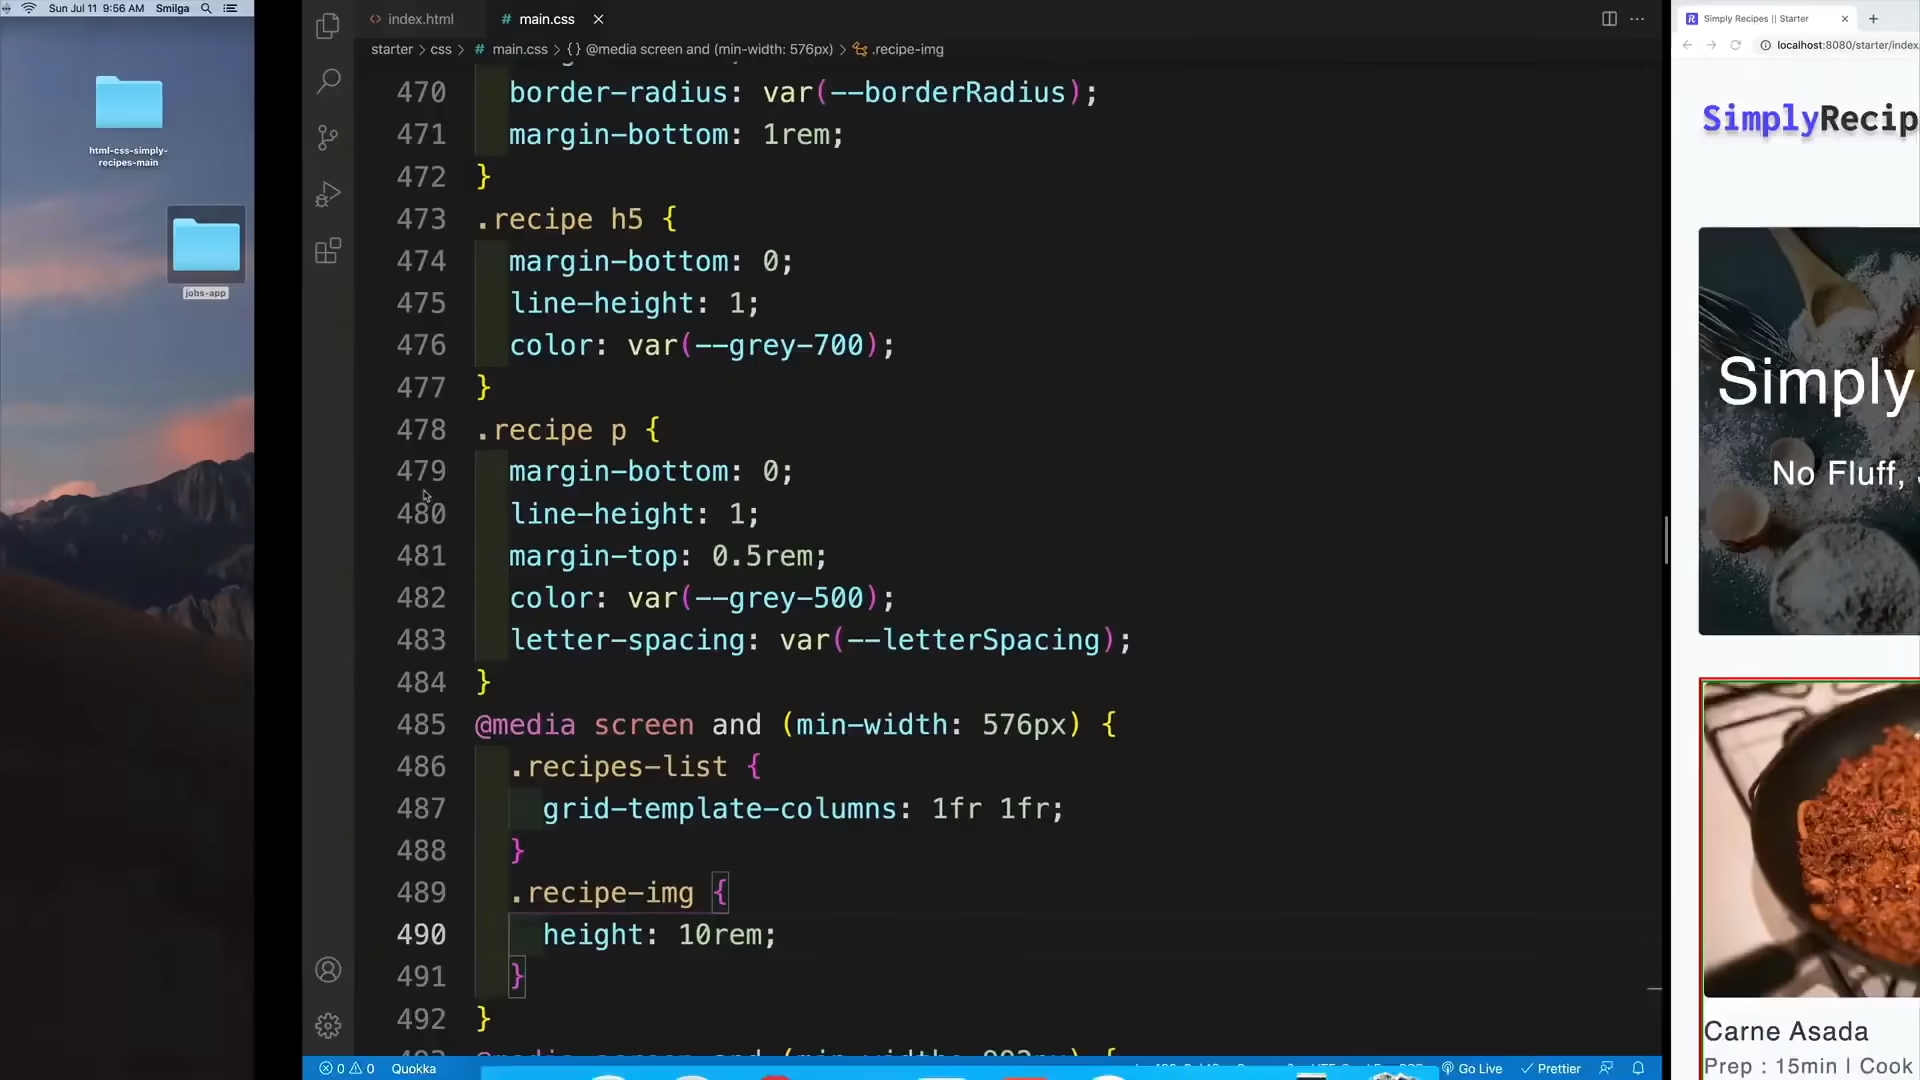 Sun Jul 11 9:56 AM Smilga
html-css-simply-
recipes-main
jobs-app
index.html
# main.css
starter > css > # main.css > {} @media screen and (min-width: 576px) > .recipe-img
470 border-radius: var(--borderRadius);
471 margin-bottom: 1rem;
472 }
473 .recipe h5 {
474 margin-bottom: 0;
475 line-height: 1;
476 color: var(--grey-700);
477 }
478 .recipe p {
479 margin-bottom: 0;
480 line-height: 1;
481 margin-top: 0.5rem;
482 color: var(--grey-500);
483 letter-spacing: var(--letterSpacing);
484 }
485 @media screen and (min-width: 576px) {
486 .recipes-list {
487 grid-template-columns: 1fr 1fr;
488 }
489 .recipe-img {
490 height: 10rem;
491 }
492 }
0 0 Quokka
Go Live
Prettier
Simply Recipes || Starter
localhost:8080/starter/index.
SimplyRecip
Simply
No Fluff,
Carne Asada
Prep : 15min | Cook